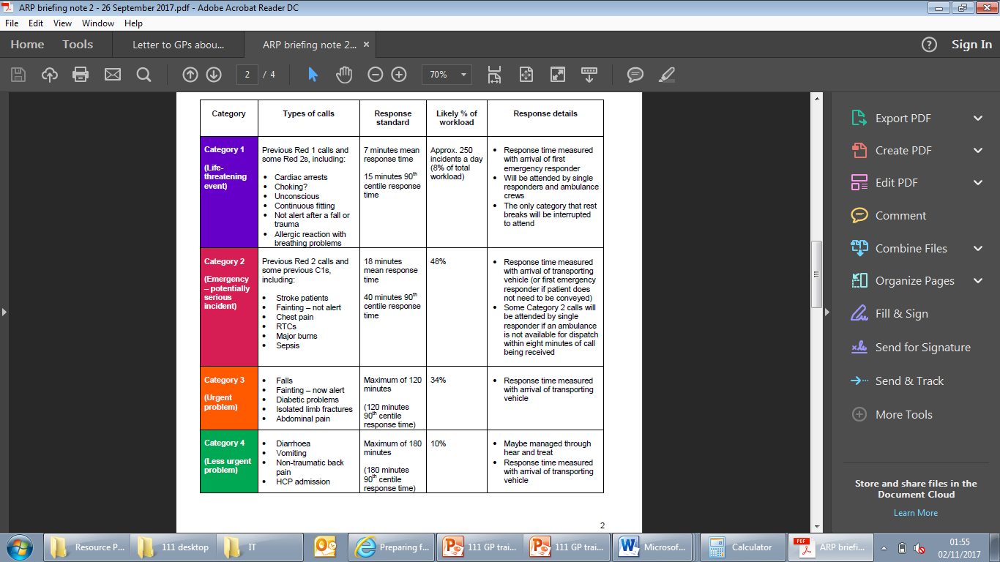 ARP briefing note 2 - 26 September 2017.pdf - Adobe Acrobat Reader DC
File Edit View Window Help
Home Tools Letter to GPs abou... ARP briefing note 2... × ? Sign In
2 / 4 70%
Category Types of calls Response standard Likely % of workload Response details
Category 1
(Life-
threatening
event)
Previous Red 1 calls and
some Red 2s, including:
• Cardiac arrests
• Choking?
• Unconscious
• Continuous fitting
• Not alert after a fall or
trauma
• Allergic reaction with
breathing problems
7 minutes mean
response time
15 minutes 90th
centile response
time
Approx. 250
incidents a day
(8% of total
workload)
• Response time measured
with arrival of first
emergency responder
• Will be attended by single
responders and ambulance
crews
• The only category that rest
breaks will be interrupted
to attend
Category 2
(Emergency
– potentially
serious
incident)
Previous Red 2 calls and
some previous C1s,
including:
• Stroke patients
• Fainting – not alert
• Chest pain
• RTCs
• Major burns
• Sepsis
18 minutes
mean response
time
40 minutes 90th
centile response
time
48%
• Response time measured
with arrival of transporting
vehicle (or first emergency
responder if patient does
not need to be conveyed)
• Some Category 2 calls will
be attended by single
responder if an ambulance
is not available for dispatch
within eight minutes of call
being received
Category 3
(Urgent
problem)
• Falls
• Fainting – now alert
• Diabetic problems
• Isolated limb fractures
• Abdominal pain
Maximum of 120
minutes
(120 minutes
90th centile
response time)
34%
• Response time measured
with arrival of transporting
vehicle
Category 4
(Less urgent
problem)
• Diarrhoea
• Vomiting
• Non-traumatic back
pain
• HCP admission
Maximum of 180
minutes
(180 minutes
90th centile
response time)
10%
• Maybe managed through
hear and treat
• Response time measured
with arrival of transporting
vehicle
2
Export PDF
Create PDF
Edit PDF
Comment
Combine Files
Organize Pages
Fill & Sign
Send for Signature
Send & Track
More Tools
Store and share files in the
Document Cloud
Learn More
Resource P... 111 desktop IT Preparing f... 111 GP trai... 111 GP trai... Microsof... Calculator ARP briefi...
01:55
02/11/2017